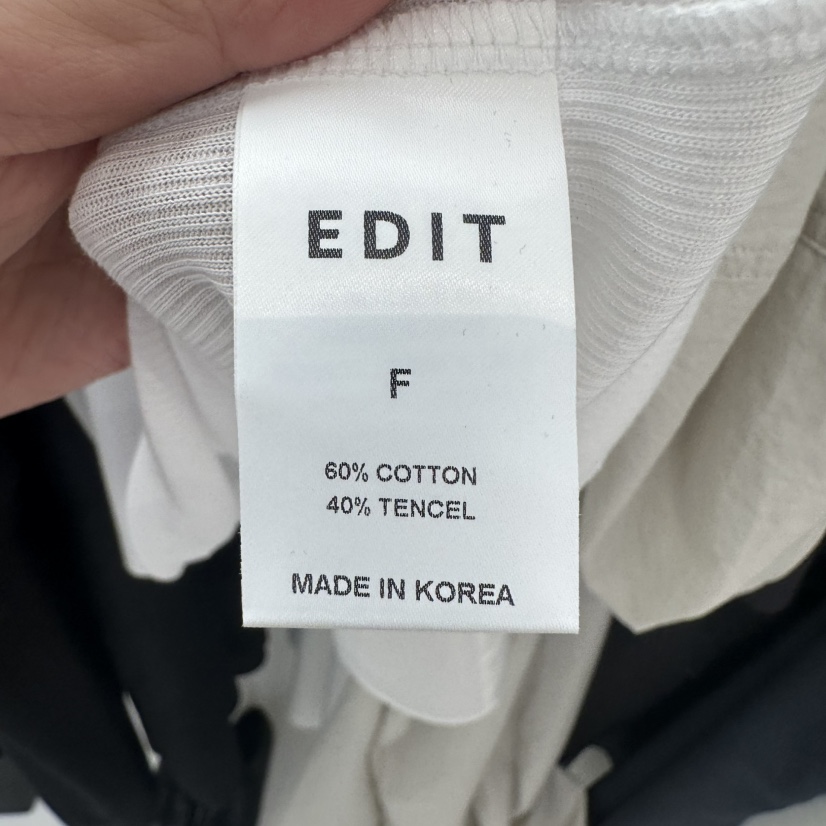 EDIT
F
60% COTTON
40% TENCEL
MADE IN KOREA